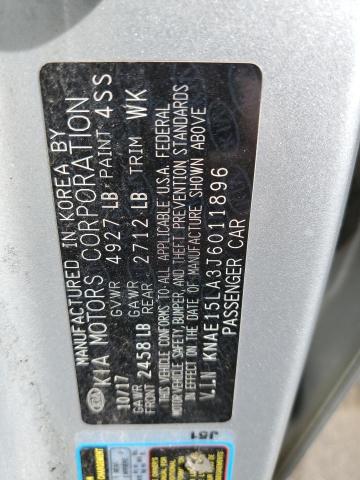 MANUFACTURED IN KOREA BY
KIA KIA MOTORS CORPORATION
10/17 GVWR 4927 LB PAINT 4SS
GAWR FRONT 2458 LB GAWR REAR 2712 LB TRIM WK
THIS VEHICLE CONFORMS TO ALL APPLICABLE U.S.A. FEDERAL
MOTOR VEHICLE SAFETY, BUMPER, AND THEFT PREVENTION STANDARDS
IN EFFECT ON THE DATE OF MANUFACTURE SHOWN ABOVE
V.I.N KNAE15LA3J6011896
PASSENGER CAR
J51